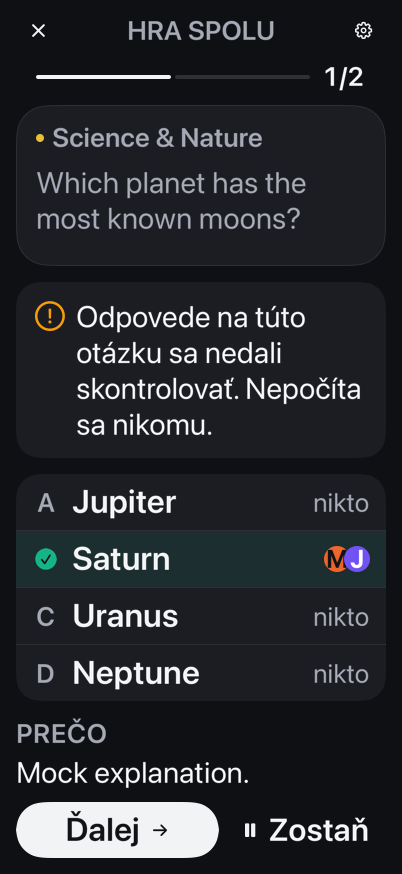 HRA SPOLU
1/2
Science & Nature
Which planet has the
most known moons?
Odpovede na túto
otázku sa nedali
skontrolovať. Nepočíta
sa nikomu.
A Jupiter nikto
Saturn M J
C Uranus nikto
D Neptune nikto
PREČO
Mock explanation.
Ďalej → Zostaň